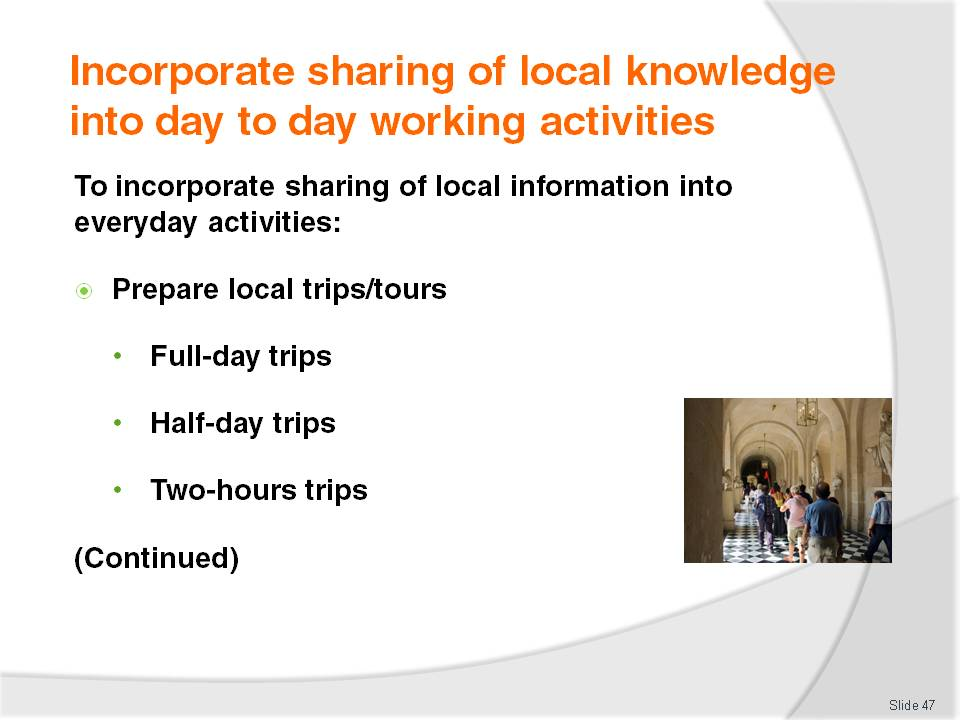 Incorporate sharing of local knowledge
into day to day working activities
To incorporate sharing of local information into
everyday activities:
Prepare local trips/tours
• Full-day trips
• Half-day trips
• Two-hours trips
(Continued)
Slide 47